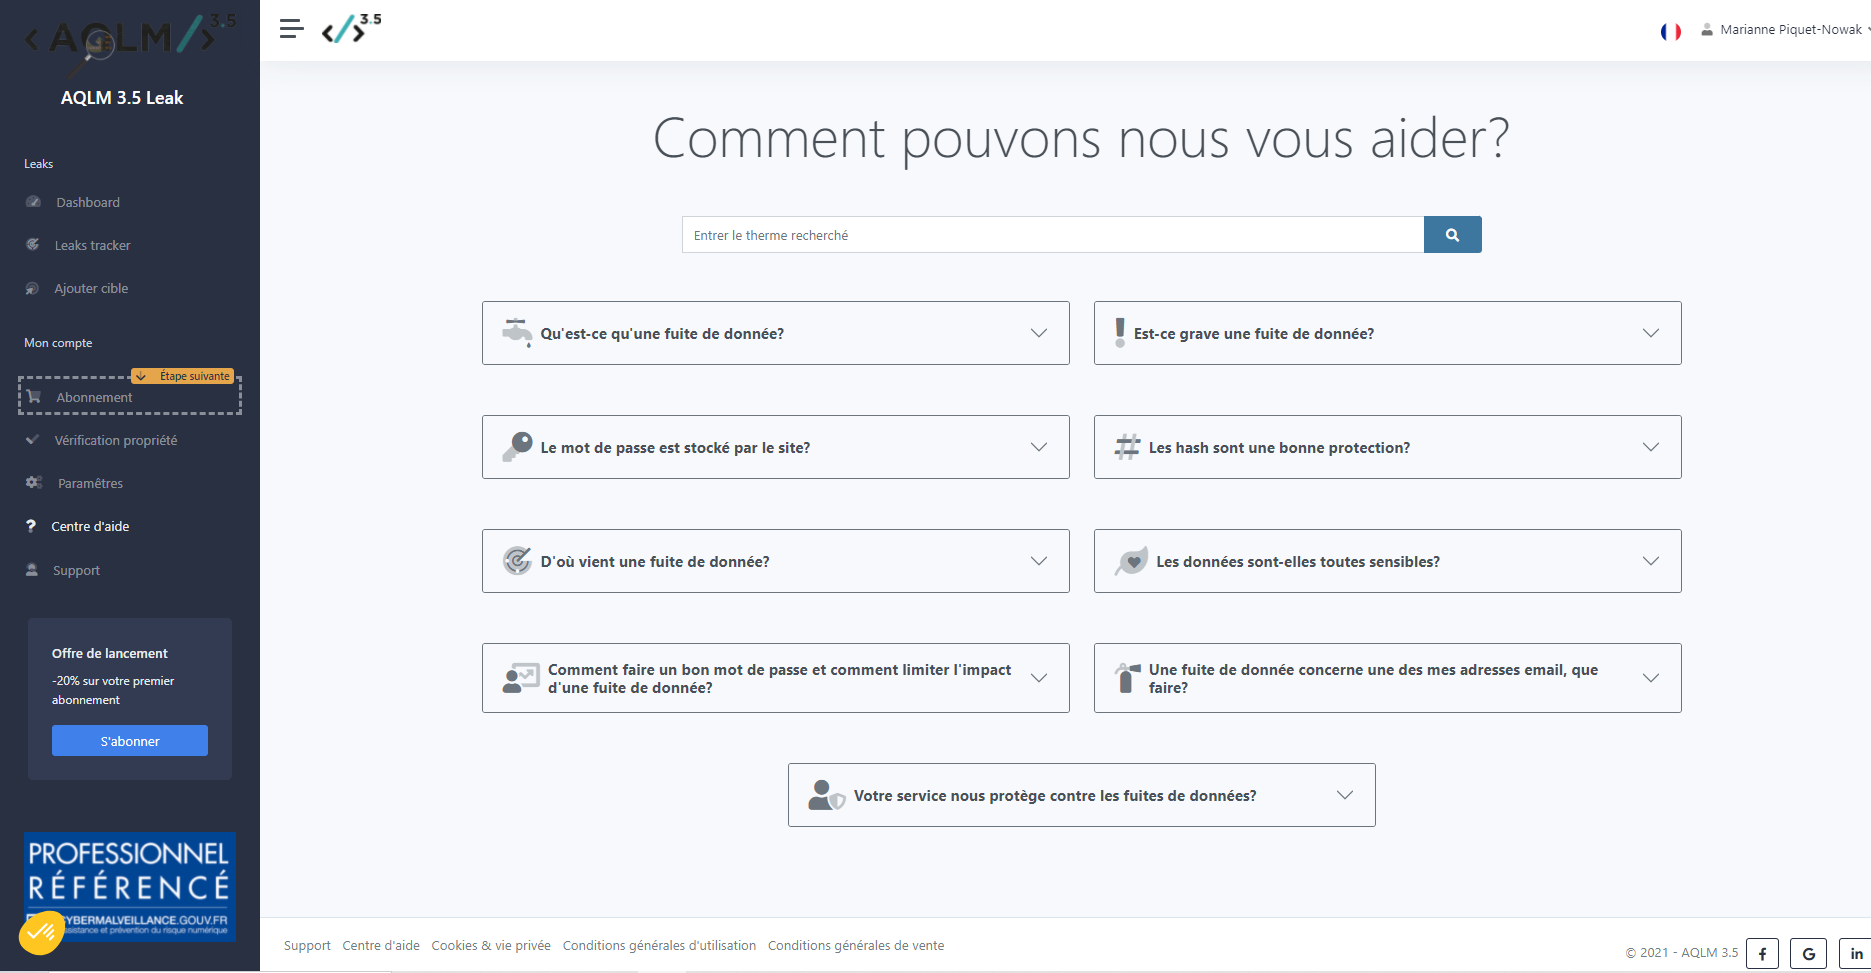 AQLM 3.5
AQLM 3.5 Leak
Leaks
Dashboard
Leaks tracker
Ajouter cible
Mon compte
Étape suivante
Abonnement
Vérification propriété
Paramêtres
Centre d'aide
Support
Offre de lancement
-20% sur votre premier
abonnement
S'abonner
PROFESSIONNEL
RÉFÉRENCÉ
CYBERMALVEILLANCE.GOUV.FR
et prévention du risque numérique
3.5
Marianne Piquet-Nowak
Comment pouvons nous vous aider?
Entrer le therme recherché
Qu'est-ce qu'une fuite de donnée?
Est-ce grave une fuite de donnée?
Le mot de passe est stocké par le site?
Les hash sont une bonne protection?
D'où vient une fuite de donnée?
Les données sont-elles toutes sensibles?
Comment faire un bon mot de passe et comment limiter l'impact
d'une fuite de donnée?
Une fuite de donnée concerne une des mes adresses email, que
faire?
Votre service nous protège contre les fuites de données?
Support Centre d'aide Cookies & vie privée Conditions générales d'utilisation Conditions générales de vente
© 2021 - AQLM 3.5 f G in